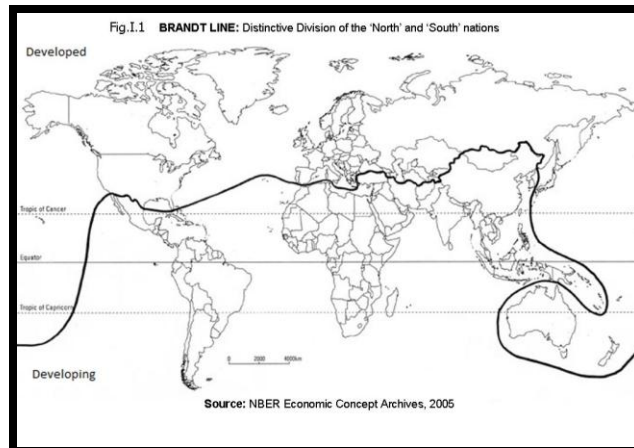 Fig.I.1 BRANDT LINE: Distinctive Division of the 'North' and 'South' nations
Developed
Tropic of Cancer
Equator
Tropic of Capricorn
0 2000 4000km
Developing
Source: NBER Economic Concept Archives, 2005